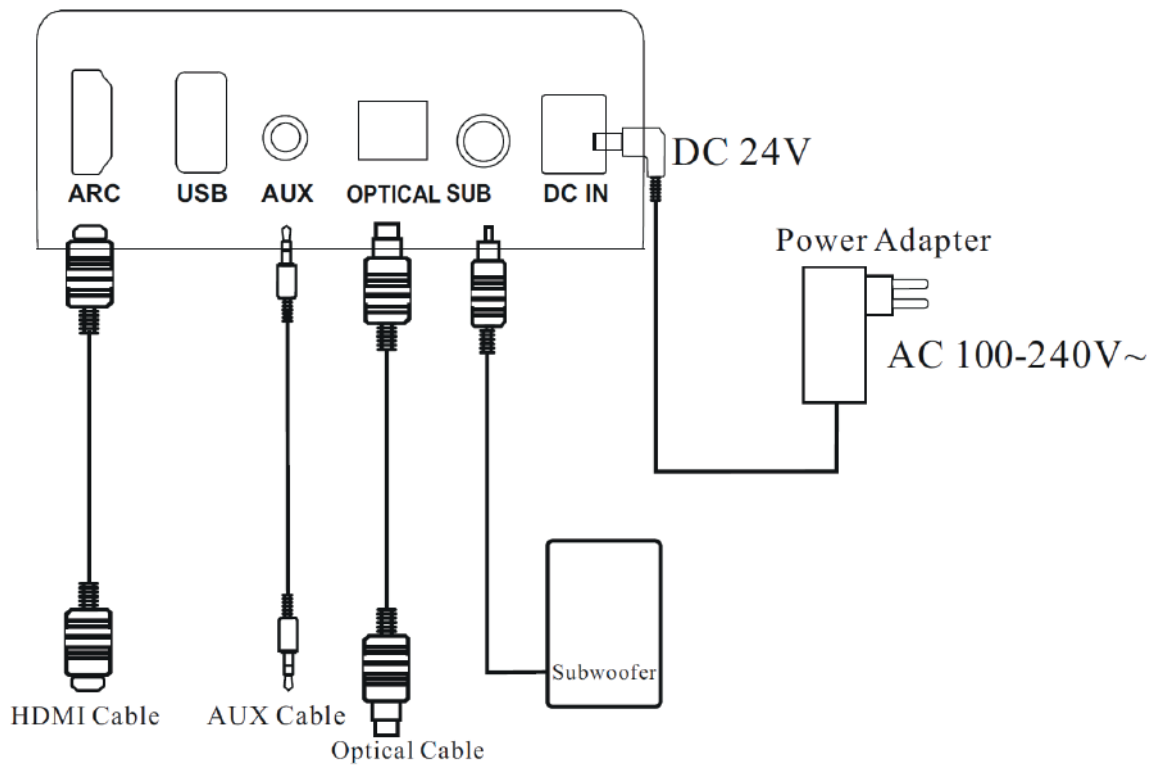 ARC USB AUX OPTICAL SUB DC IN
DC 24V
Power Adapter
AC 100-240V~
Subwoofer
HDMI Cable
AUX Cable
Optical Cable